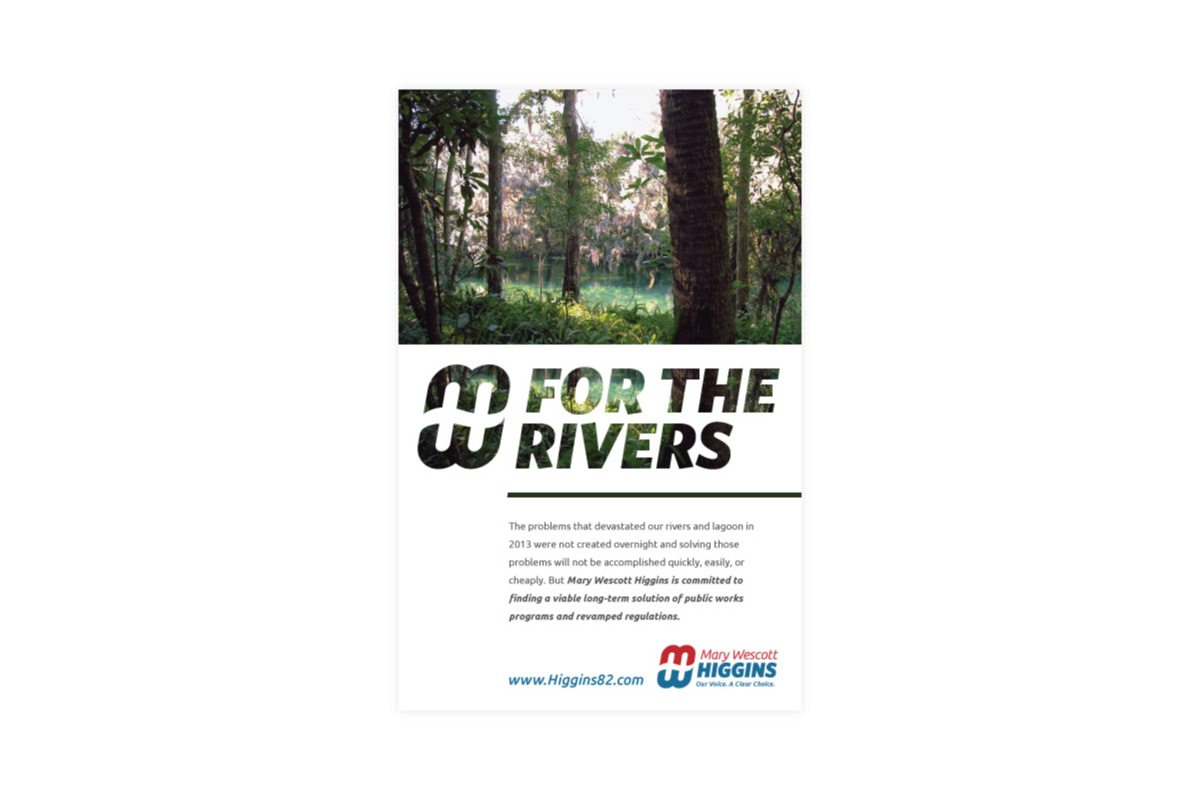 FOR THE
RIVERS
The problems that devastated our rivers and lagoon in
2013 were not created overnight and solving those
problems will not be accomplished quickly, easily, or
cheaply. But Mary Wescott Higgins is committed to
finding a viable long-term solution of public works
programs and revamped regulations.
www.Higgins82.com
Mary Wescott
HIGGINS
Our Voice. A Clear Choice.